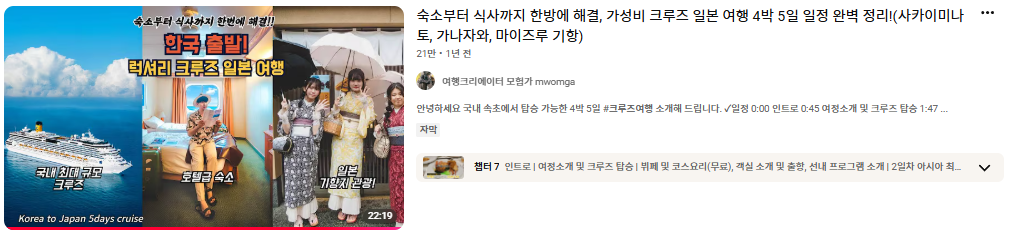 숙소부터 식사까지 한번에 해결!!
한국 출발!
럭셔리 크루즈 일본 여행
국내 최대 규모
크루즈
호텔급 숙소
일본
기항지 관광!
Korea to Japan 5days cruise
22:19
숙소부터 식사까지 한방에 해결, 가성비 크루즈 일본 여행 4박 5일 일정 완벽 정리!(사카이미나
토, 가나자와, 마이즈루 기항)
21만 • 1년 전
여행크리에이터 모험가 mwomga
안녕하세요 국내 속초에서 탑승 가능한 4박 5일 #크루즈여행 소개해 드립니다. ✓일정 0:00 인트로 0:45 여정소개 및 크루즈 탑승 1:47 ...
자막
챕터 7 인트로 | 여정소개 및 크루즈 탑승 | 뷔페 및 코스요리(무료), 객실 소개 및 출항, 선내 프로그램 소개 | 2일차 아시아 최...